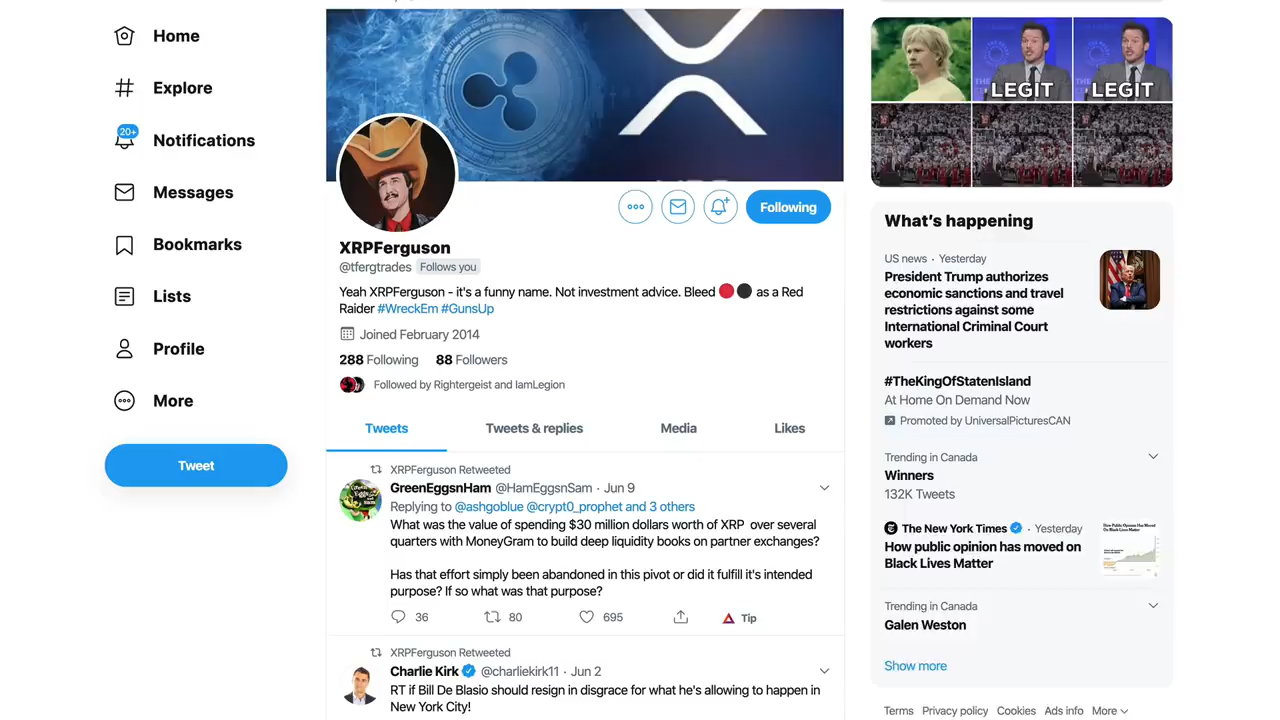 Home
Explore
20+
Notifications
Messages
Bookmarks
Lists
Profile
More
Tweet
Following
XRPFerguson
@tfergtrades Follows you
Yeah XRPFerguson - it's a funny name. Not investment advice. Bleed 🔴⚫ as a Red
Raider #WreckEm #GunsUp
Joined February 2014
288 Following 88 Followers
Followed by Rightergeist and IamLegion
Tweets Tweets & replies Media Likes
XRPFerguson Retweeted
GreenEggsnHam @HamEggsnSam · Jun 9
Replying to @ashgoblue @crypt0_prophet and 3 others
What was the value of spending $30 million dollars worth of XRP over several
quarters with MoneyGram to build deep liquidity books on partner exchanges?
Has that effort simply been abandoned in this pivot or did it fulfill it's intended
purpose? If so what was that purpose?
36 80 695 Tip
XRPFerguson Retweeted
Charlie Kirk @charliekirk11 · Jun 2
RT if Bill De Blasio should resign in disgrace for what he's allowing to happen in
New York City!
LEGIT LEGIT
What's happening
US news · Yesterday
President Trump authorizes
economic sanctions and travel
restrictions against some
International Criminal Court
workers
#TheKingOfStatenIsland
At Home On Demand Now
Promoted by UniversalPicturesCAN
Trending in Canada
Winners
132K Tweets
The New York Times · Yesterday
How public opinion has moved on
Black Lives Matter
Trending in Canada
Galen Weston
Show more
Terms Privacy policy Cookies Ads info More